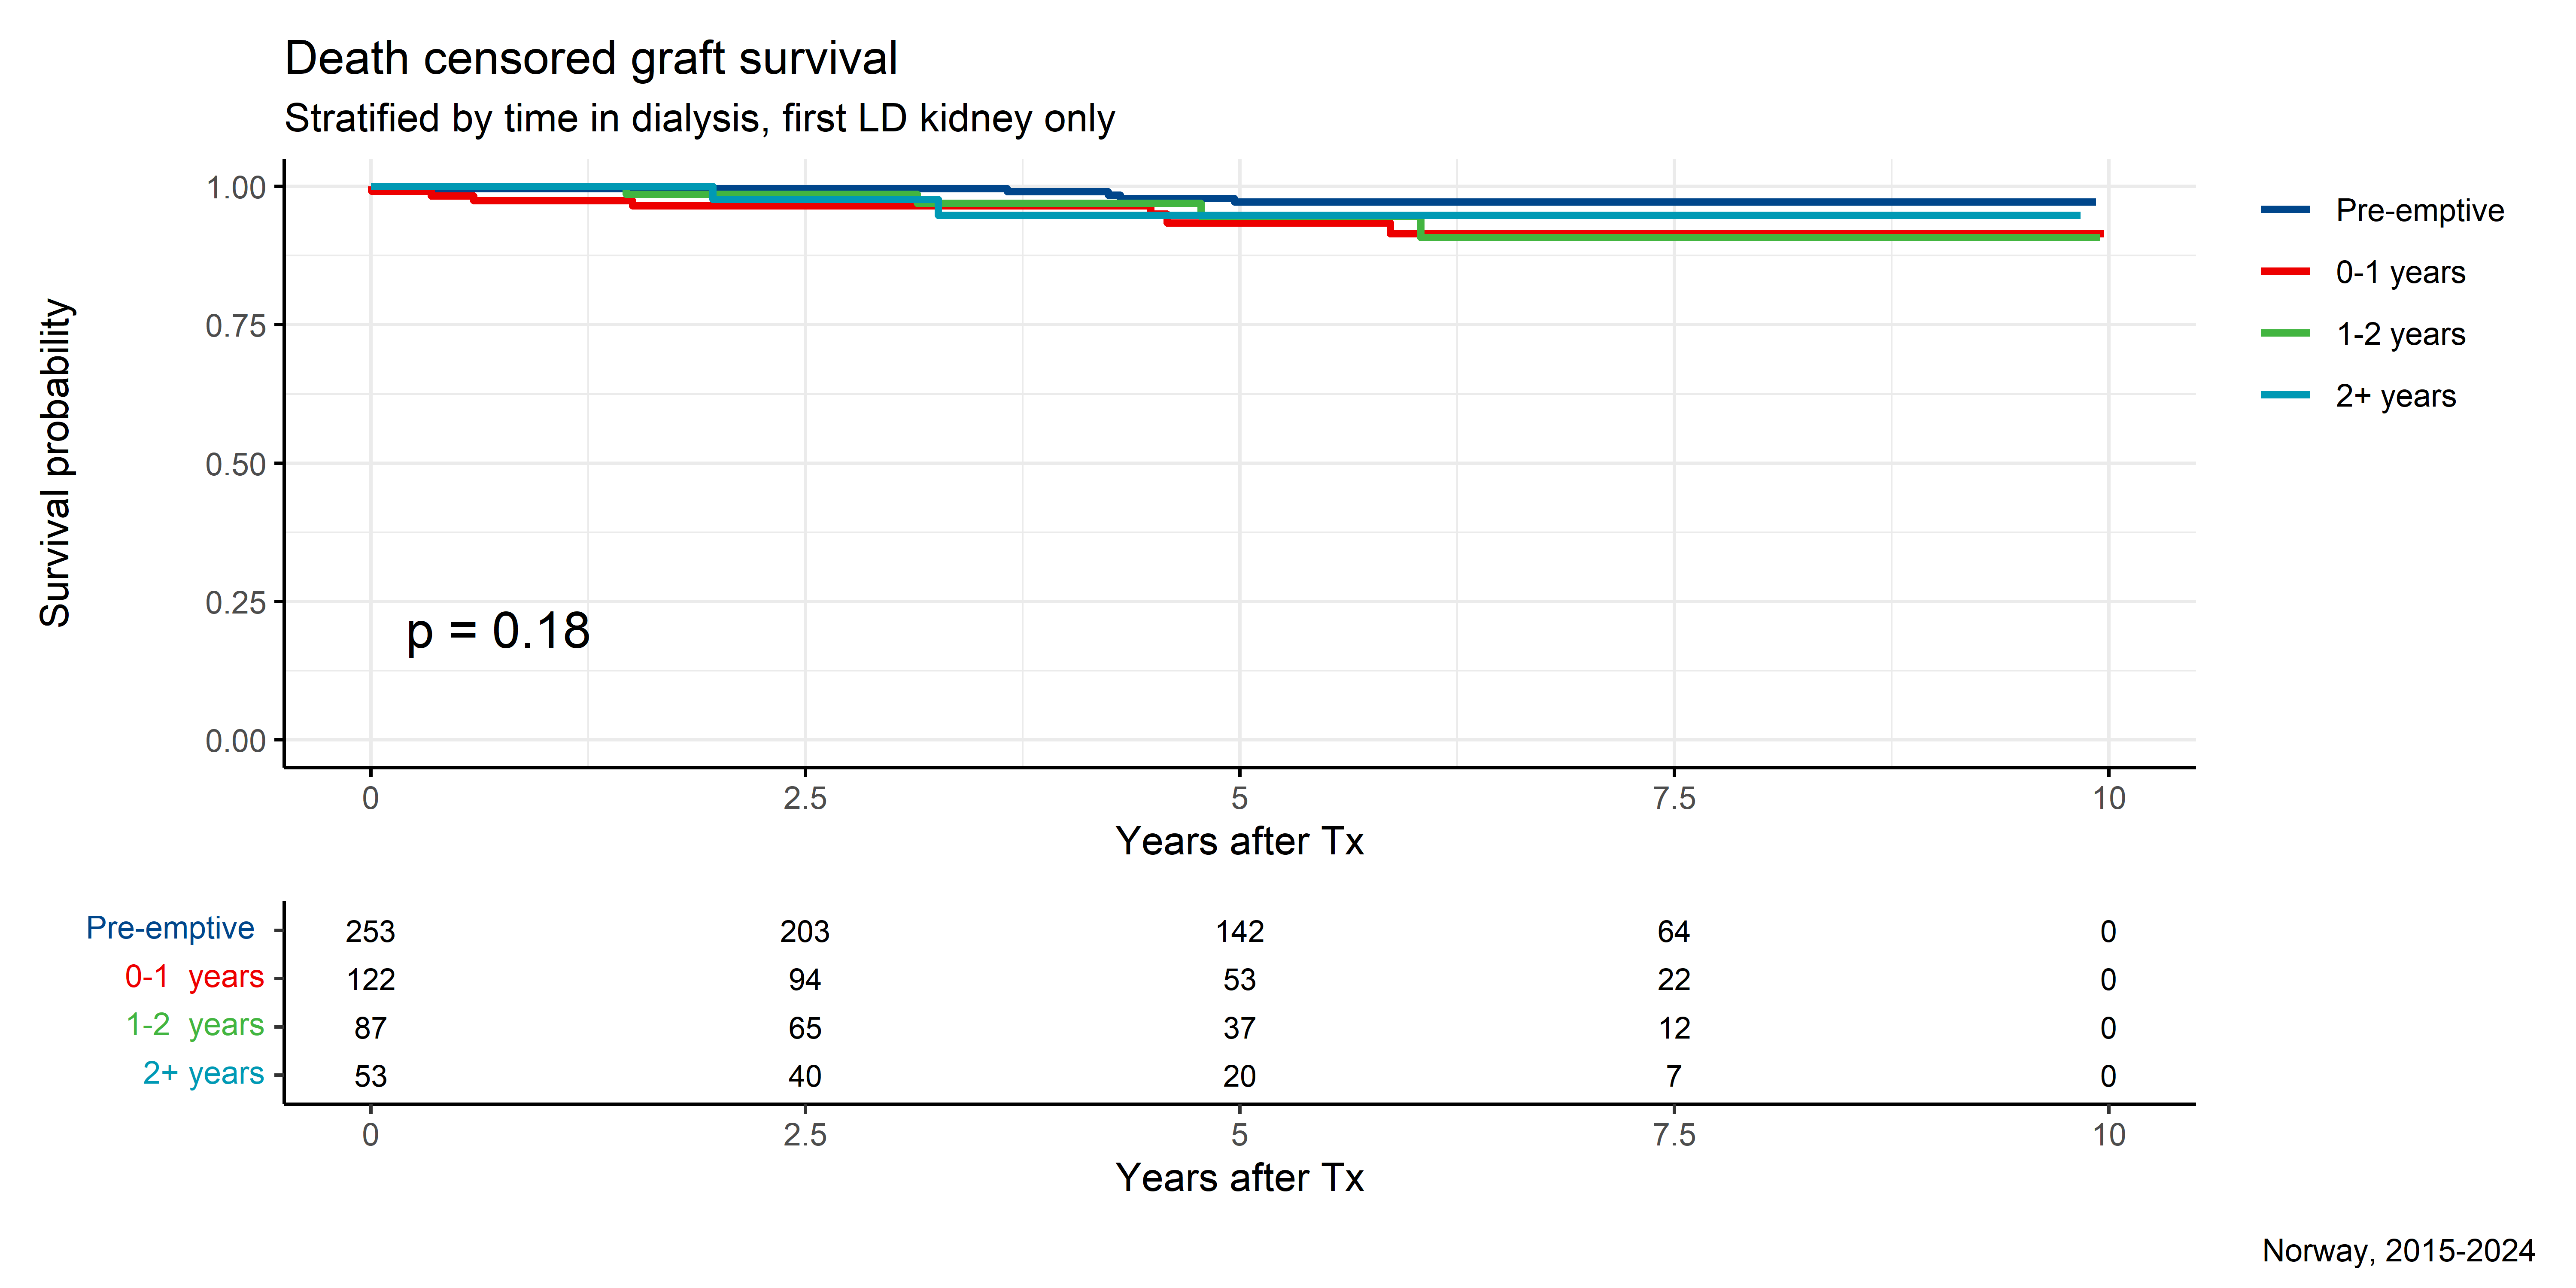 Death censored graft survival
Stratified by time in dialysis, first LD kidney only
Survival probability
1.00
0.75
0.50
0.25
0.00
p = 0.18
0 2.5 5 7.5 10
Years after Tx
Pre-emptive
0-1 years
1-2 years
2+ years
Pre-emptive 253 203 142 64 0
0-1 years 122 94 53 22 0
1-2 years 87 65 37 12 0
2+ years 53 40 20 7 0
0 2.5 5 7.5 10
Years after Tx
Norway, 2015-2024